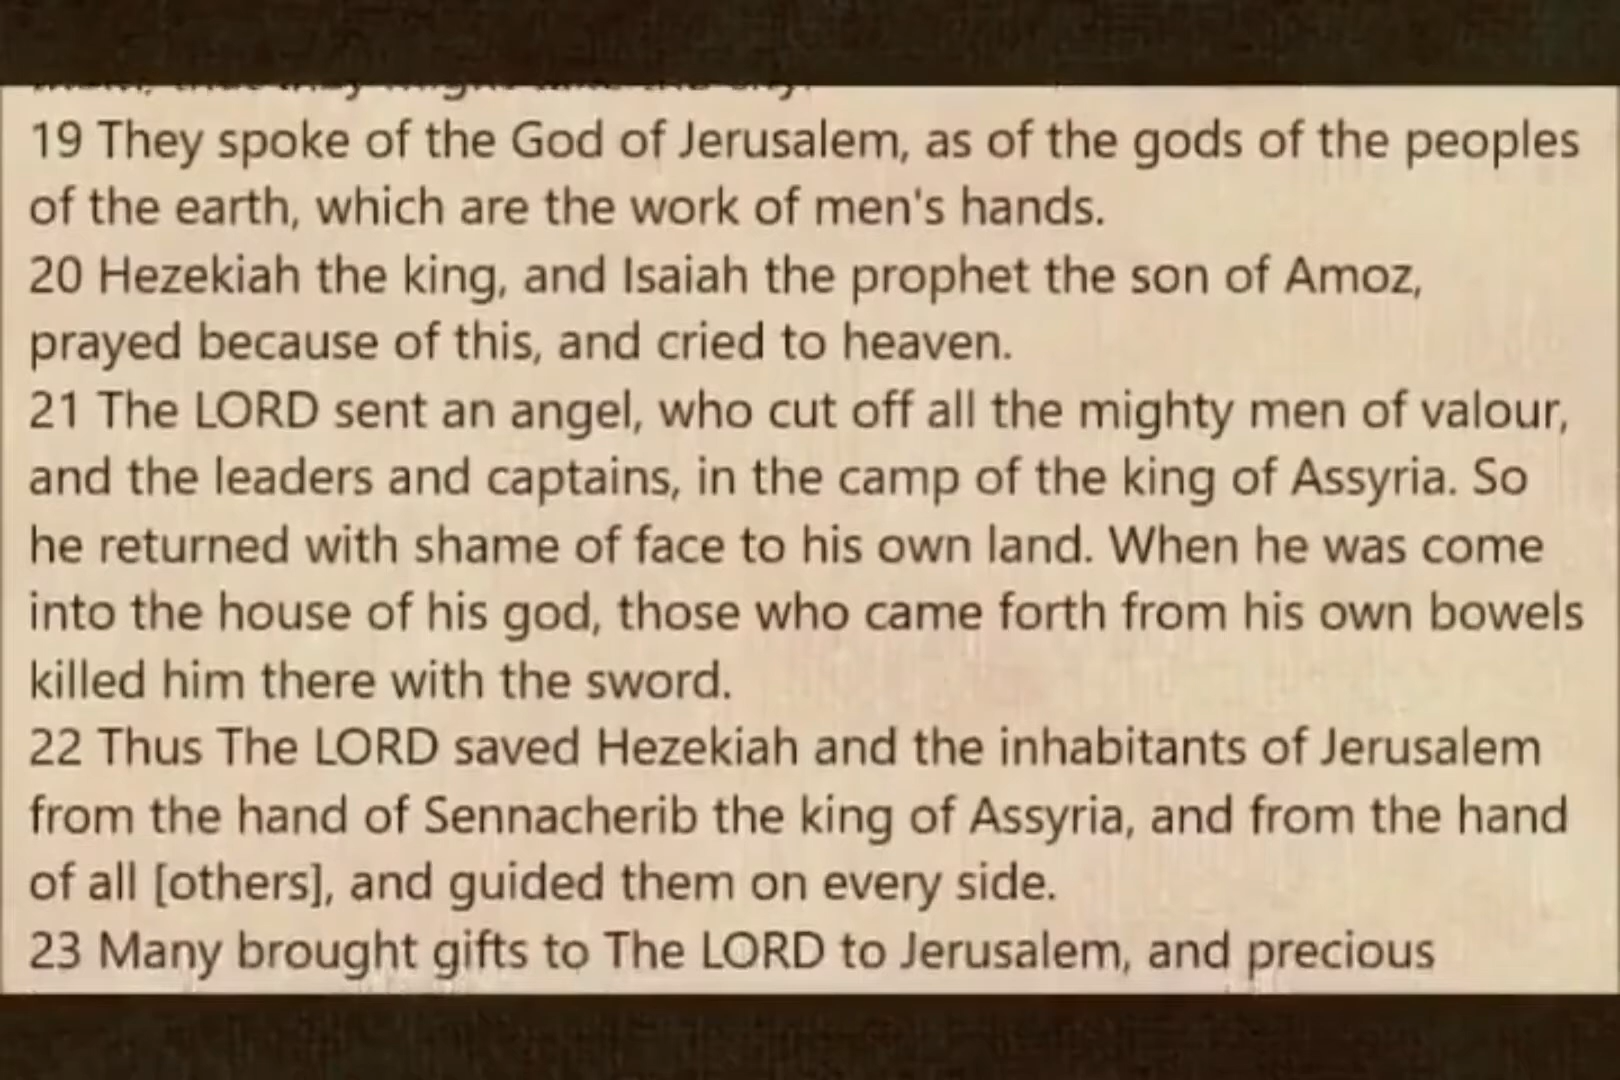 19 They spoke of the God of Jerusalem, as of the gods of the peoples
of the earth, which are the work of men's hands.
20 Hezekiah the king, and Isaiah the prophet the son of Amoz,
prayed because of this, and cried to heaven.
21 The LORD sent an angel, who cut off all the mighty men of valour,
and the leaders and captains, in the camp of the king of Assyria. So
he returned with shame of face to his own land. When he was come
into the house of his god, those who came forth from his own bowels
killed him there with the sword.
22 Thus The LORD saved Hezekiah and the inhabitants of Jerusalem
from the hand of Sennacherib the king of Assyria, and from the hand
of all [others], and guided them on every side.
23 Many brought gifts to The LORD to Jerusalem, and precious